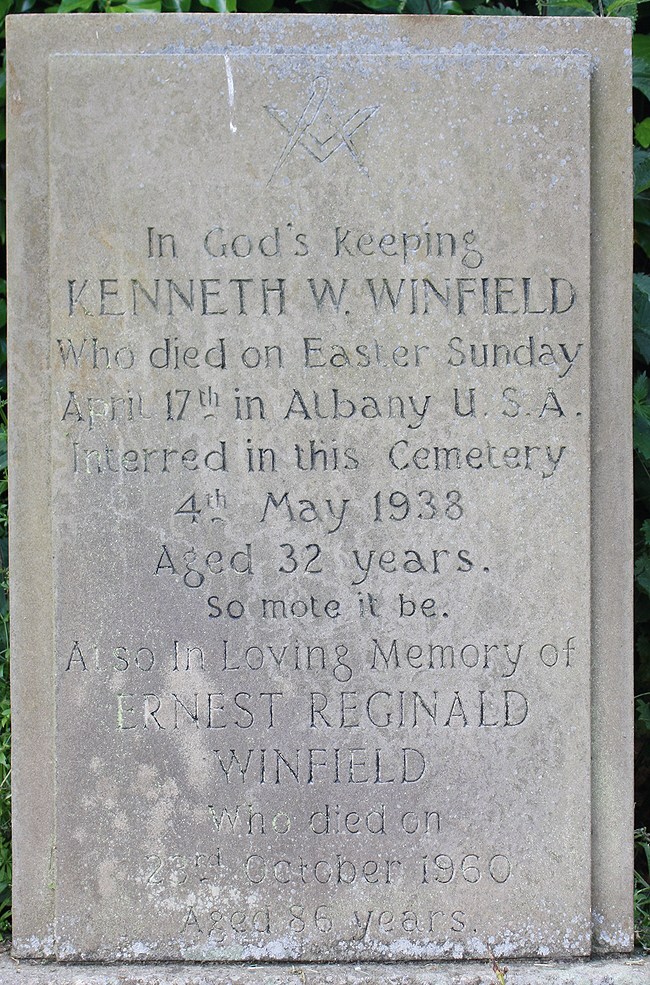 In God's Keeping
KENNETH W. WINFIELD
Who died on Easter Sunday
April 17th in Albany U.S.A.
Interred in this Cemetery
4th May 1938
Aged 32 years.
So mote it be.
Also In Loving Memory of
ERNEST REGINALD
WINFIELD
Who died on
23rd October 1960
Aged 86 years.